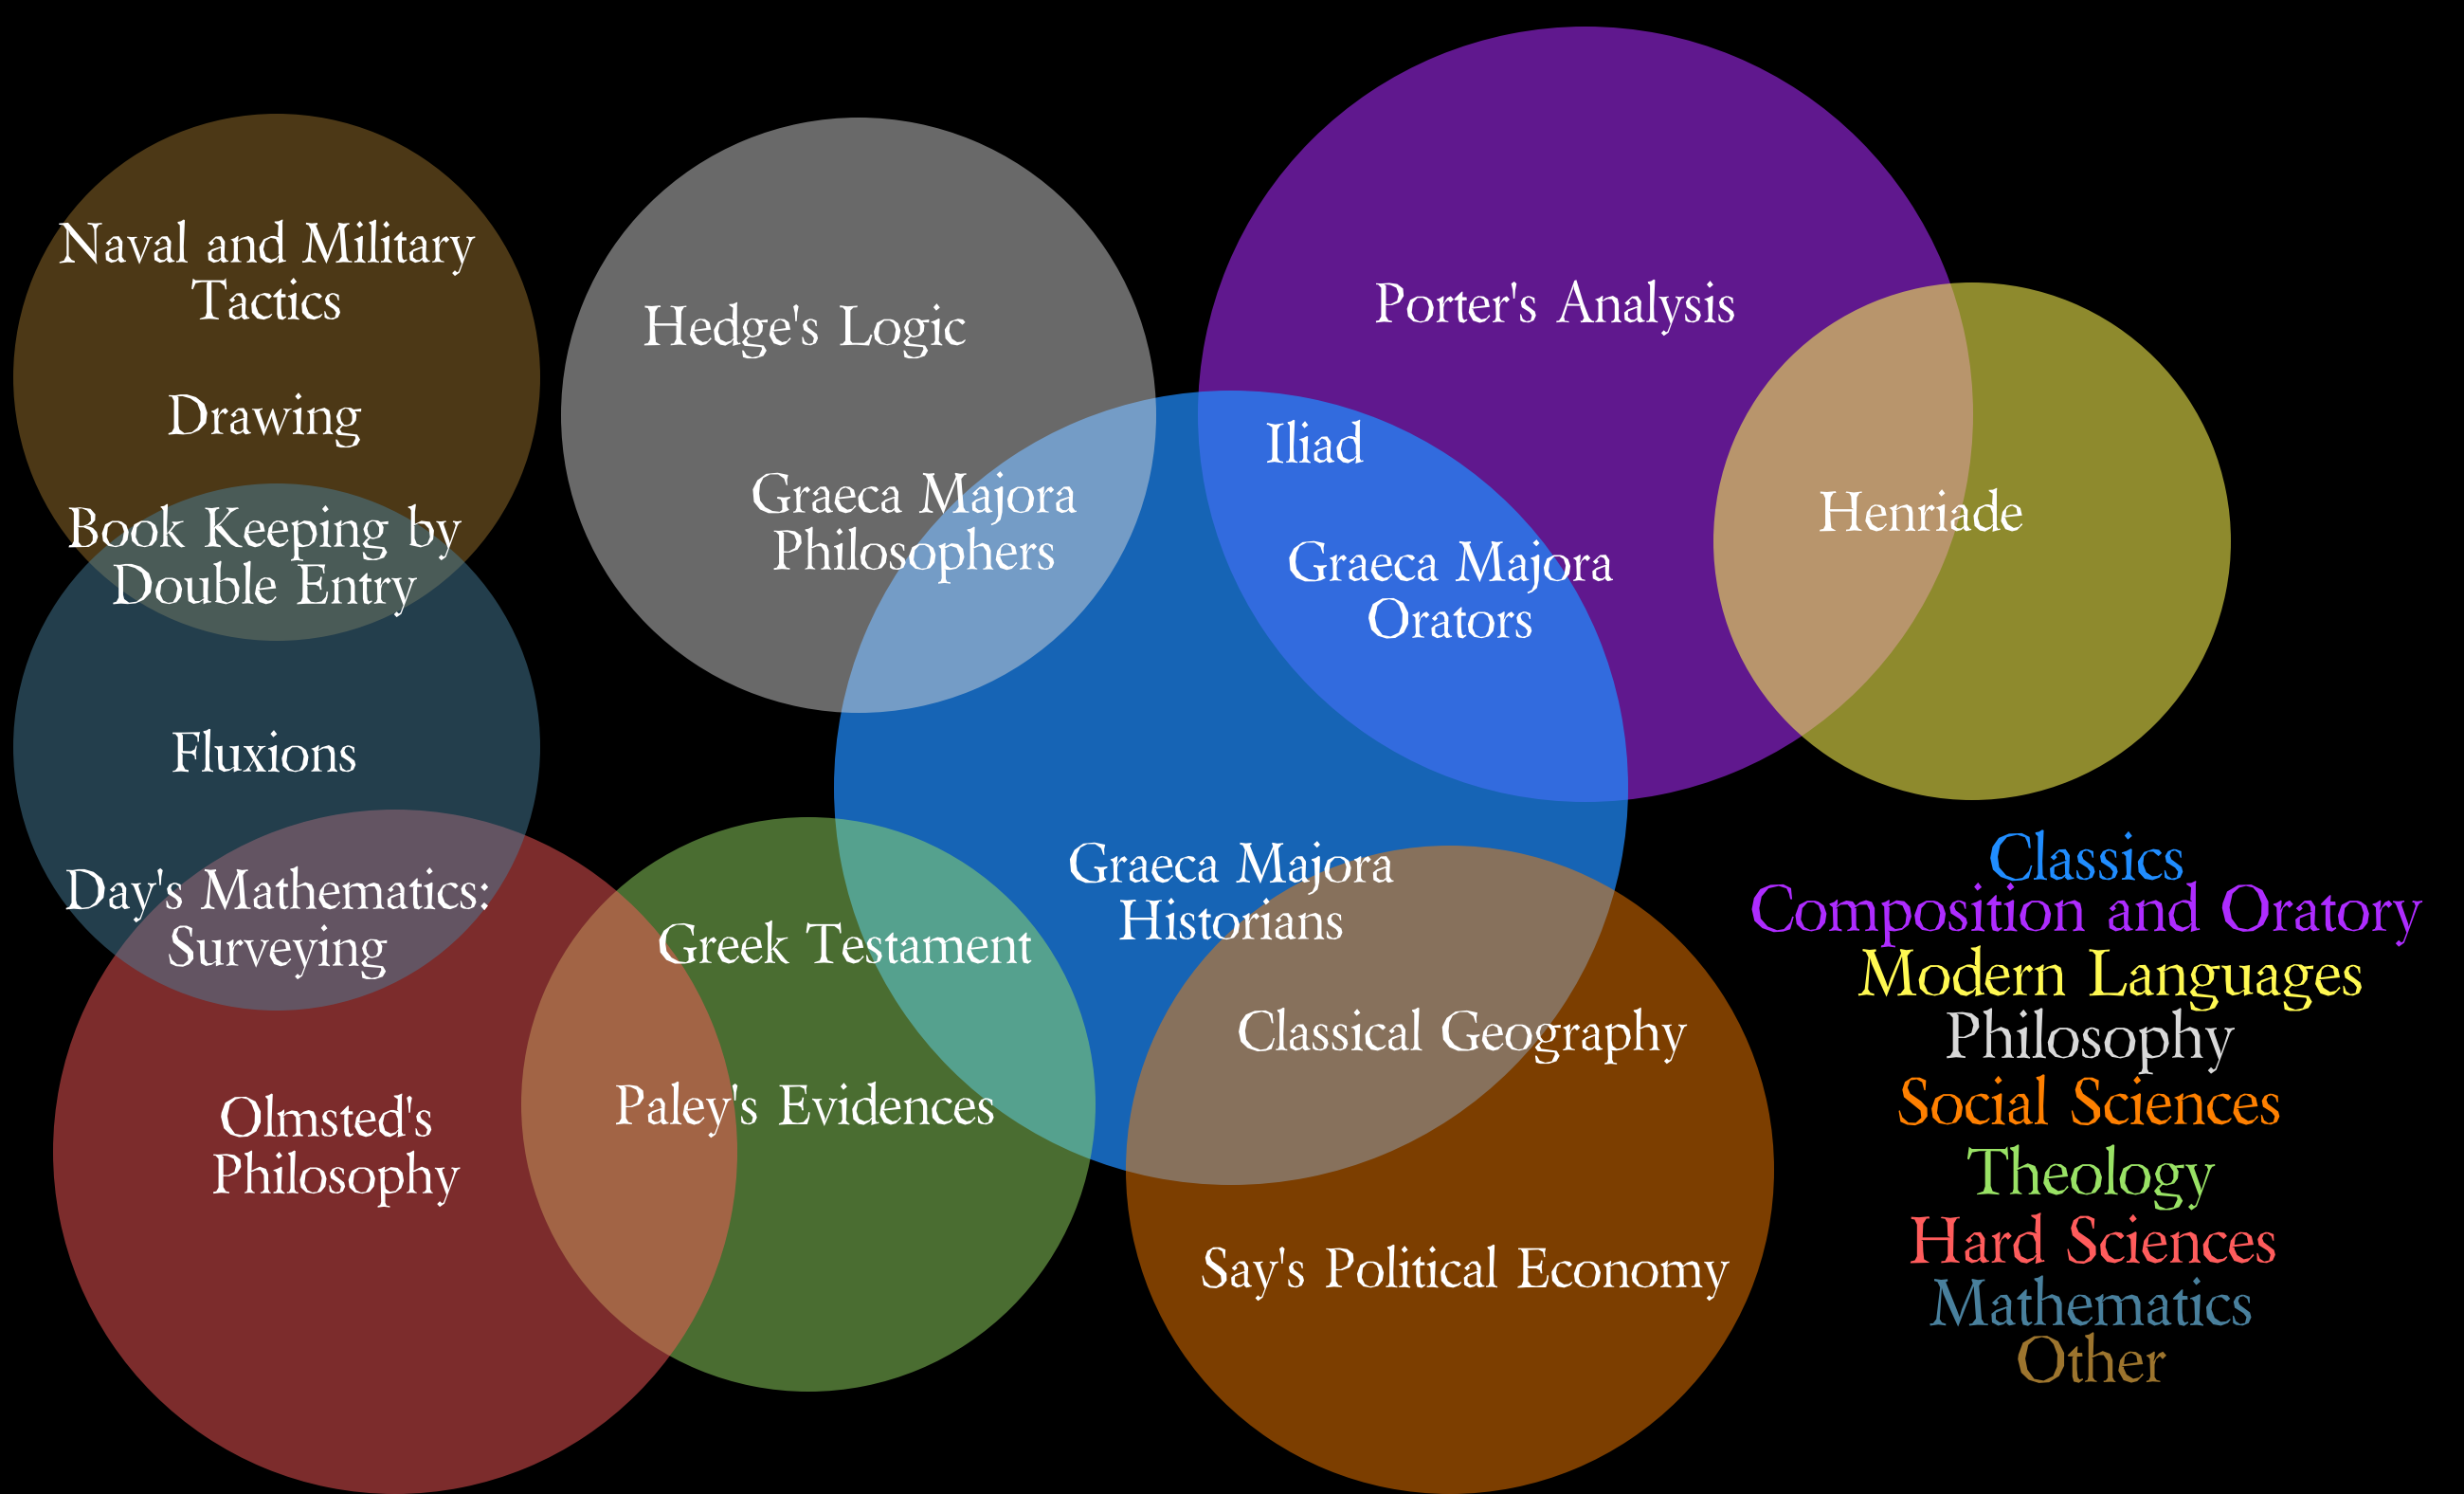 Naval and Military
Tactics
Drawing
Book Keeping by
Double Entry
Fluxions
Day's Mathematics:
Surveying
Olmsted's
Philosophy
Hedge's Logic
Graeca Majora
Philosophers
Greek Testament
Paley's Evidences
Porter's Analysis
Iliad
Graeca Majora
Orators
Henriade
Graeca Majora
Historians
Classical Geography
Say's Political Economy
Classics
Composition and Oratory
Modern Languages
Philosophy
Social Sciences
Theology
Hard Sciences
Mathematics
Other